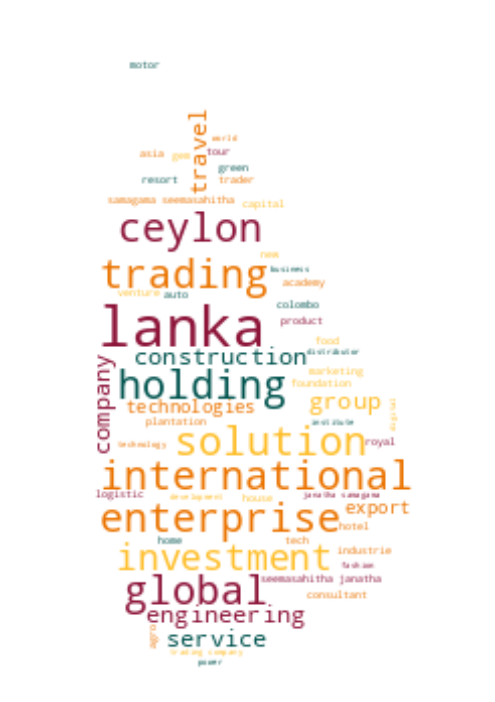 motor
travel
world
asia gem tour
green
resort trader
samagama seemasahitha capital
ceylon
new
trading business
academy
venture auto
colombo
lanka product
food
construction distributor
company
holding marketing
foundation
technologies group
digital
plantation institute
solution royal
technology
international
logistic development house janatha samagama
enterprise export
hotel
home tech
investment industrie
fashion
global seemasahitha janatha
consultant
engineering
agro
service
trading company
power